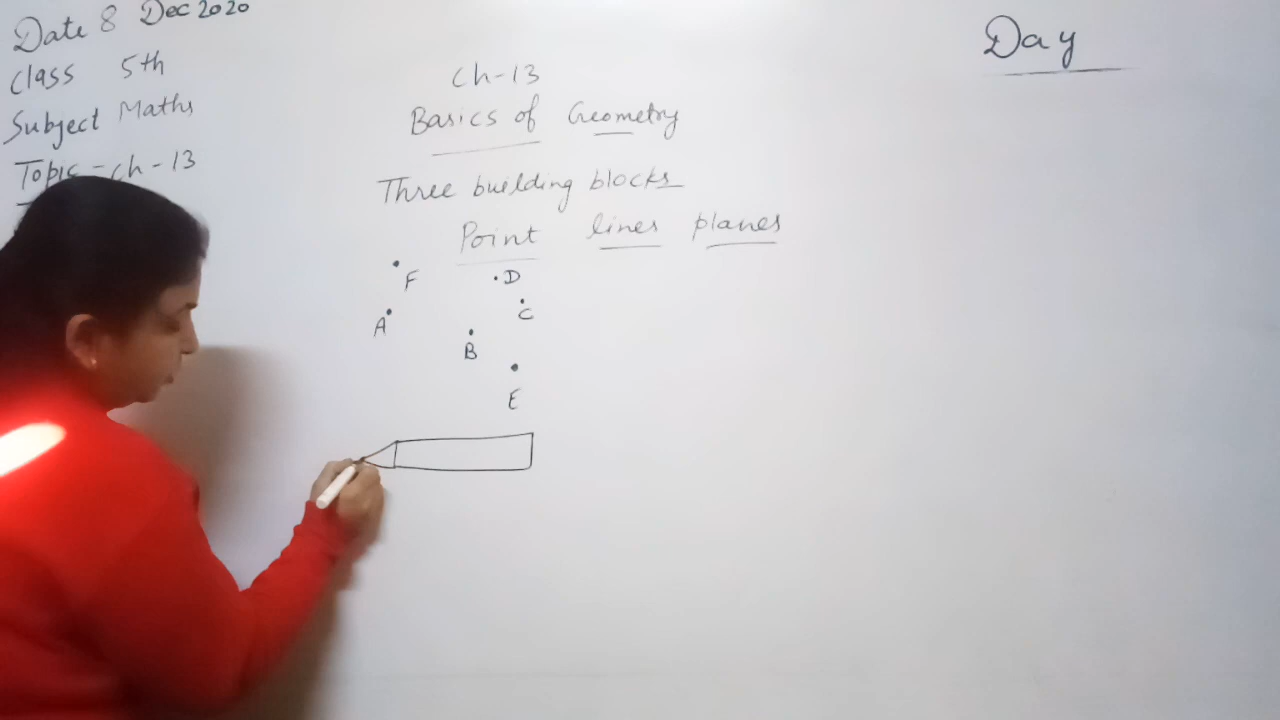 Date 8 Dec 2020
Class 5th
Subject Maths
Topic - ch - 13
Day
Ch-13
Basics of Geometry
Three building blocks
Point lines planes
F
D
A
C
B
E